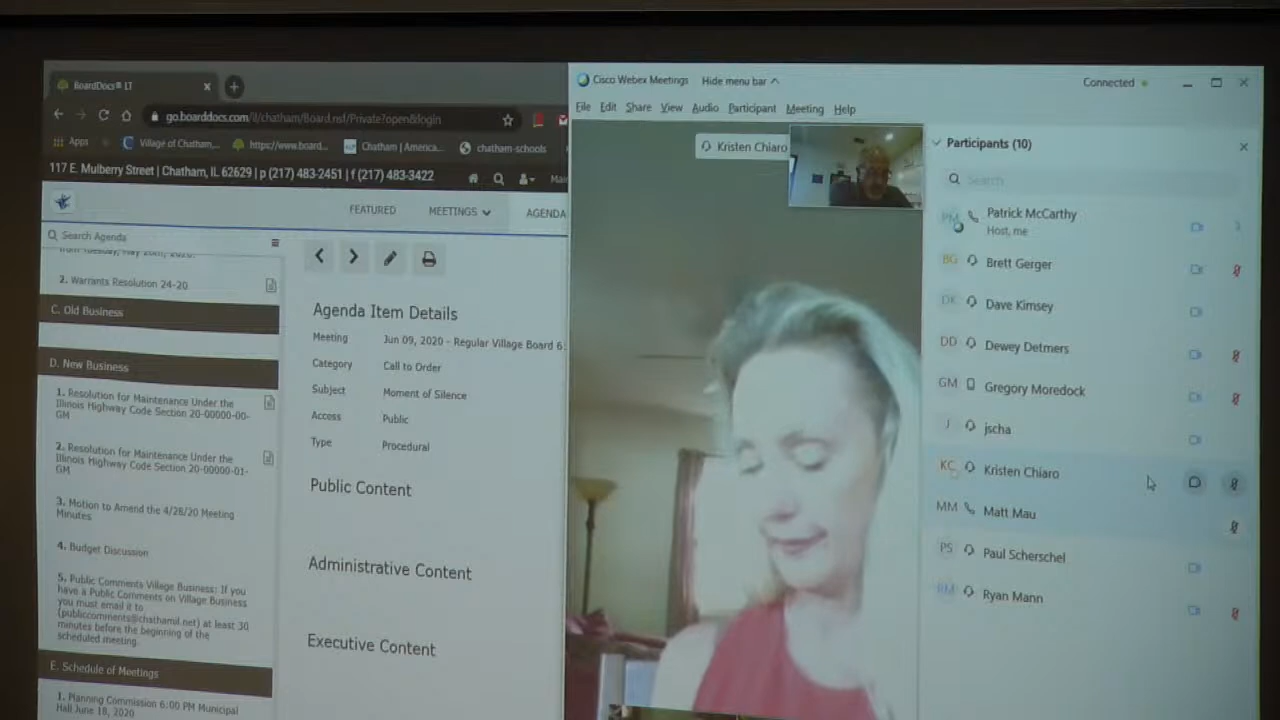 BoardDocs® LT
go.boarddocs.com/il/chatham/Board.nsf/Private?open&login
Apps
Village of Chatham,...
https://www.board...
Chatham | America...
chatham-schools
117 E. Mulberry Street | Chatham, IL 62629 | p (217) 483-2451 | f (217) 483-3422
FEATURED
MEETINGS
AGENDA
Search Agenda
2. Warrants Resolution 24-20
C. Old Business
D. New Business
1. Resolution for Maintenance Under the
Illinois Highway Code Section 20-00000-00-
GM
2. Resolution for Maintenance Under the
Illinois Highway Code Section 20-00000-01-
GM
3. Motion to Amend the 4/28/20 Meeting
Minutes
4. Budget Discussion
5. Public Comments Village Business: If you
have a Public Comments on Village Business
you must email it to
(publiccomments@chathamil.net) at least 30
minutes before the beginning of the
scheduled meeting.
E. Schedule of Meetings
1. Planning Commission 6:00 PM Municipal
Hall June 18, 2020
Agenda Item Details
Meeting Jun 09, 2020 - Regular Village Board 6:
Category Call to Order
Subject Moment of Silence
Access Public
Type Procedural
Public Content
Administrative Content
Executive Content
Cisco Webex Meetings Hide menu bar
Connected
File Edit Share View Audio Participant Meeting Help
Kristen Chiaro
Participants (10)
Search
PM Patrick McCarthy
Host, me
BG Brett Gerger
DK Dave Kimsey
DD Dewey Detmers
GM Gregory Moredock
J jscha
KC Kristen Chiaro
MM Matt Mau
PS Paul Scherschel
RM Ryan Mann